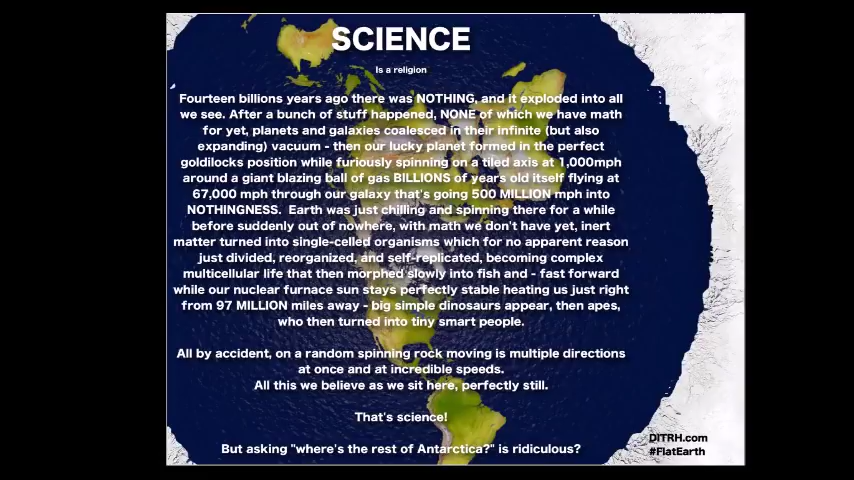 SCIENCE
Is a religion
Fourteen billions years ago there was NOTHING, and it exploded into all
we see. After a bunch of stuff happened, NONE of which we have math
for yet, planets and galaxies coalesced in their infinite (but also
expanding) vacuum - then our lucky planet formed in the perfect
goldilocks position while furiously spinning on a tiled axis at 1,000mph
around a giant blazing ball of gas BILLIONS of years old itself flying at
67,000 mph through our galaxy that's going 500 MILLION mph into
NOTHINGNESS. Earth was just chilling and spinning there for a while
before suddenly out of nowhere, with math we don't have yet, inert
matter turned into single-celled organisms which for no apparent reason
just divided, reorganized, and self-replicated, becoming complex
multicellular life that then morphed slowly into fish and - fast forward
while our nuclear furnace sun stays perfectly stable heating us just right
from 97 MILLION miles away - big simple dinosaurs appear, then apes,
who then turned into tiny smart people.
All by accident, on a random spinning rock moving is multiple directions
at once and at incredible speeds.
All this we believe as we sit here, perfectly still.
That's science!
But asking "where's the rest of Antarctica?" is ridiculous?
DITRH.com
#FlatEarth